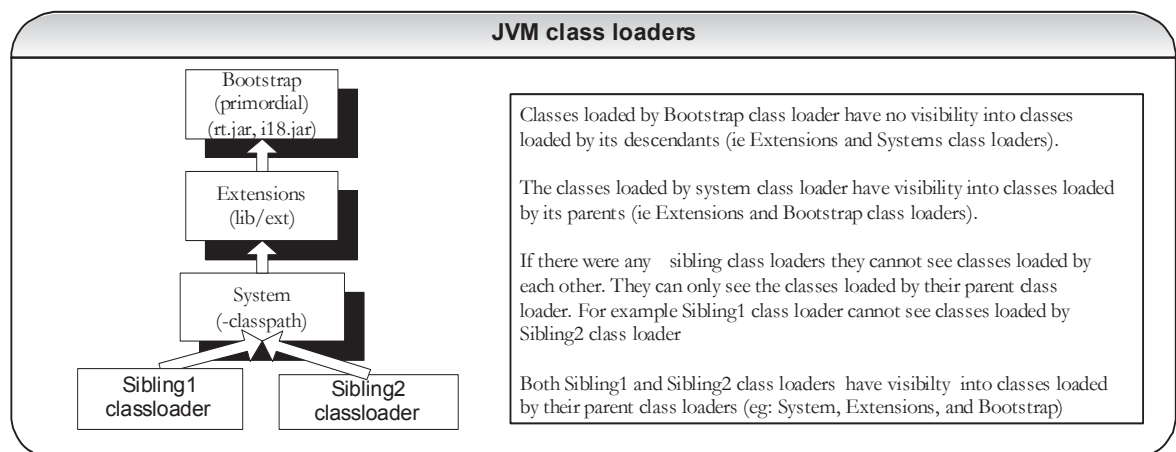 JVM class loaders
Bootstrap
(primordial)
(rt.jar, i18.jar)
Extensions
(lib/ext)
System
(-classpath)
Sibling1
classloader
Sibling2
classloader
Classes loaded by Bootstrap class loader have no visibility into classes
loaded by its descendants (ie Extensions and Systems class loaders).
The classes loaded by system class loader have visibility into classes loaded
by its parents (ie Extensions and Bootstrap class loaders).
If there were any sibling class loaders they cannot see classes loaded by
each other. They can only see the classes loaded by their parent class
loader. For example Sibling1 class loader cannot see classes loaded by
Sibling2 class loader
Both Sibling1 and Sibling2 class loaders have visibilty into classes loaded
by their parent class loaders (eg: System, Extensions, and Bootstrap)